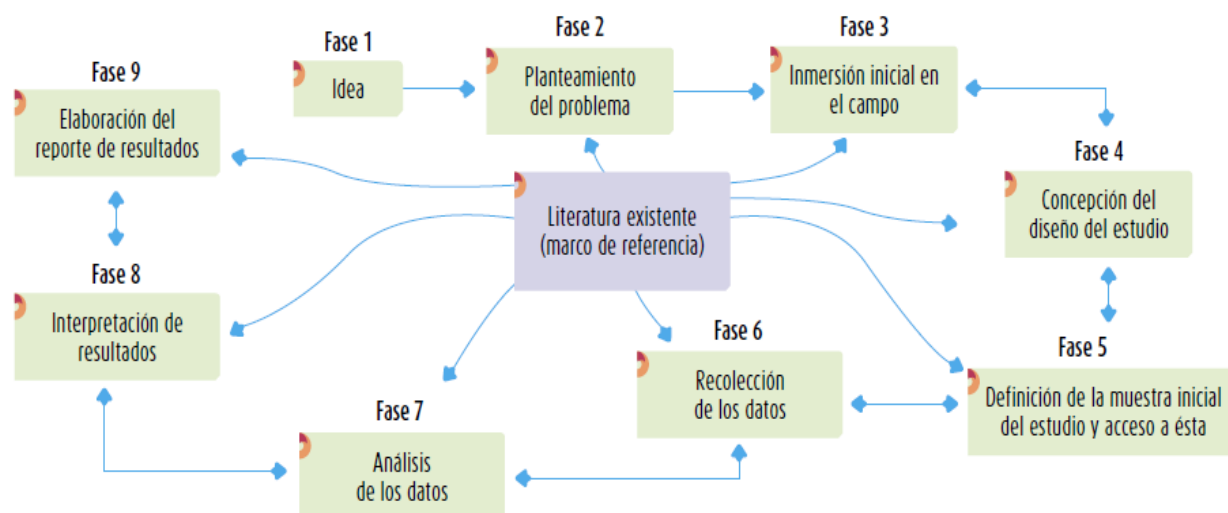 Fase 1
Idea
Fase 2
Planteamiento
del problema
Fase 3
Inmersión inicial en
el campo
Fase 4
Concepción del
diseño del estudio
Fase 5
Definición de la muestra inicial
del estudio y acceso a ésta
Fase 6
Recolección
de los datos
Fase 7
Análisis
de los datos
Fase 8
Interpretación de
resultados
Fase 9
Elaboración del
reporte de resultados
Literatura existente
(marco de referencia)